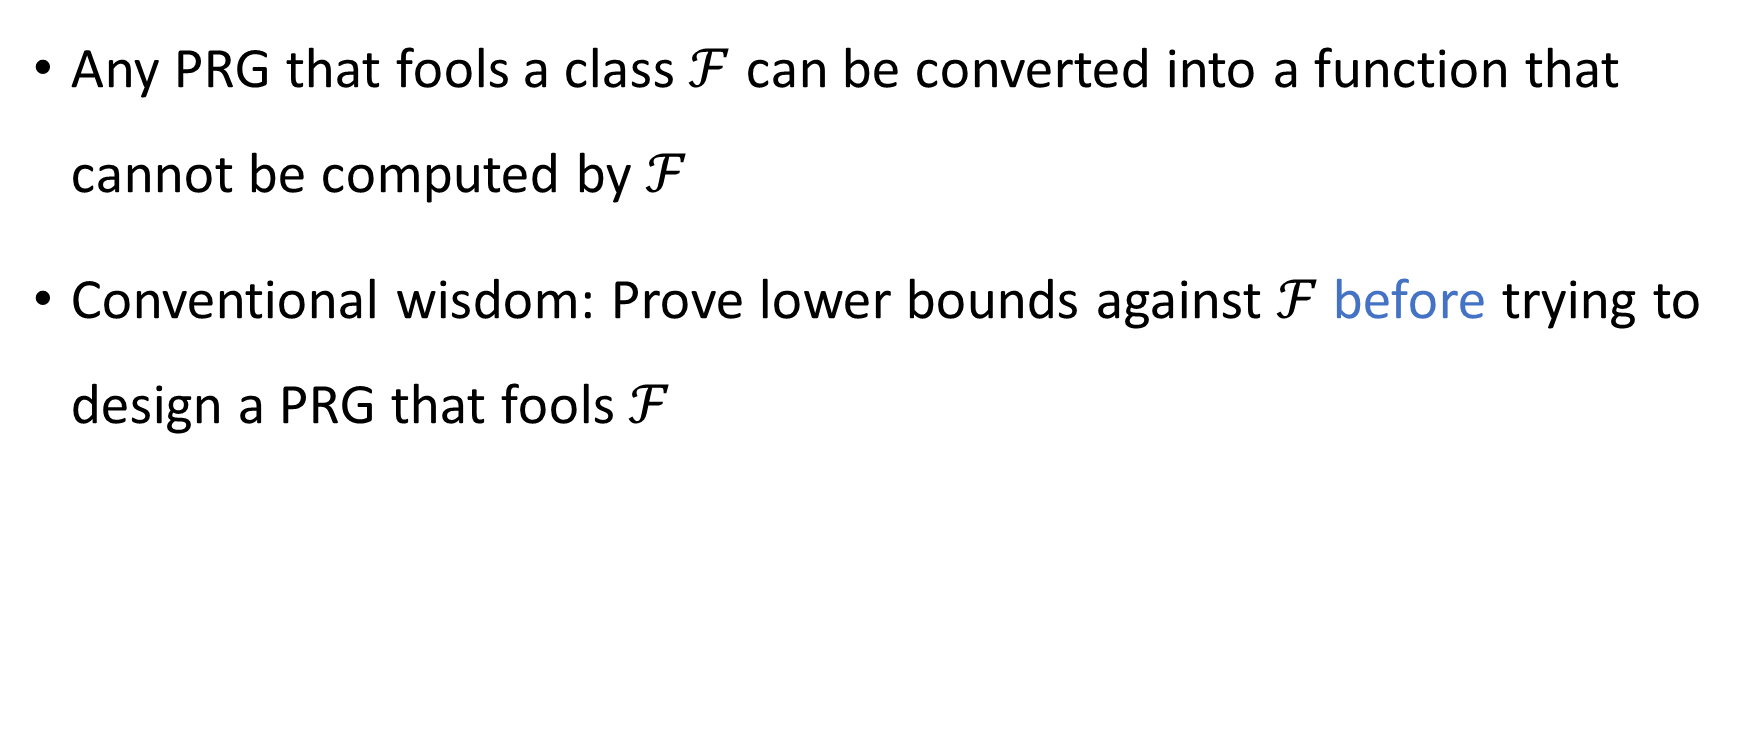 • Any PRG that fools a class ℱ can be converted into a function that
cannot be computed by ℱ
• Conventional wisdom: Prove lower bounds against ℱ before trying to
design a PRG that fools ℱ